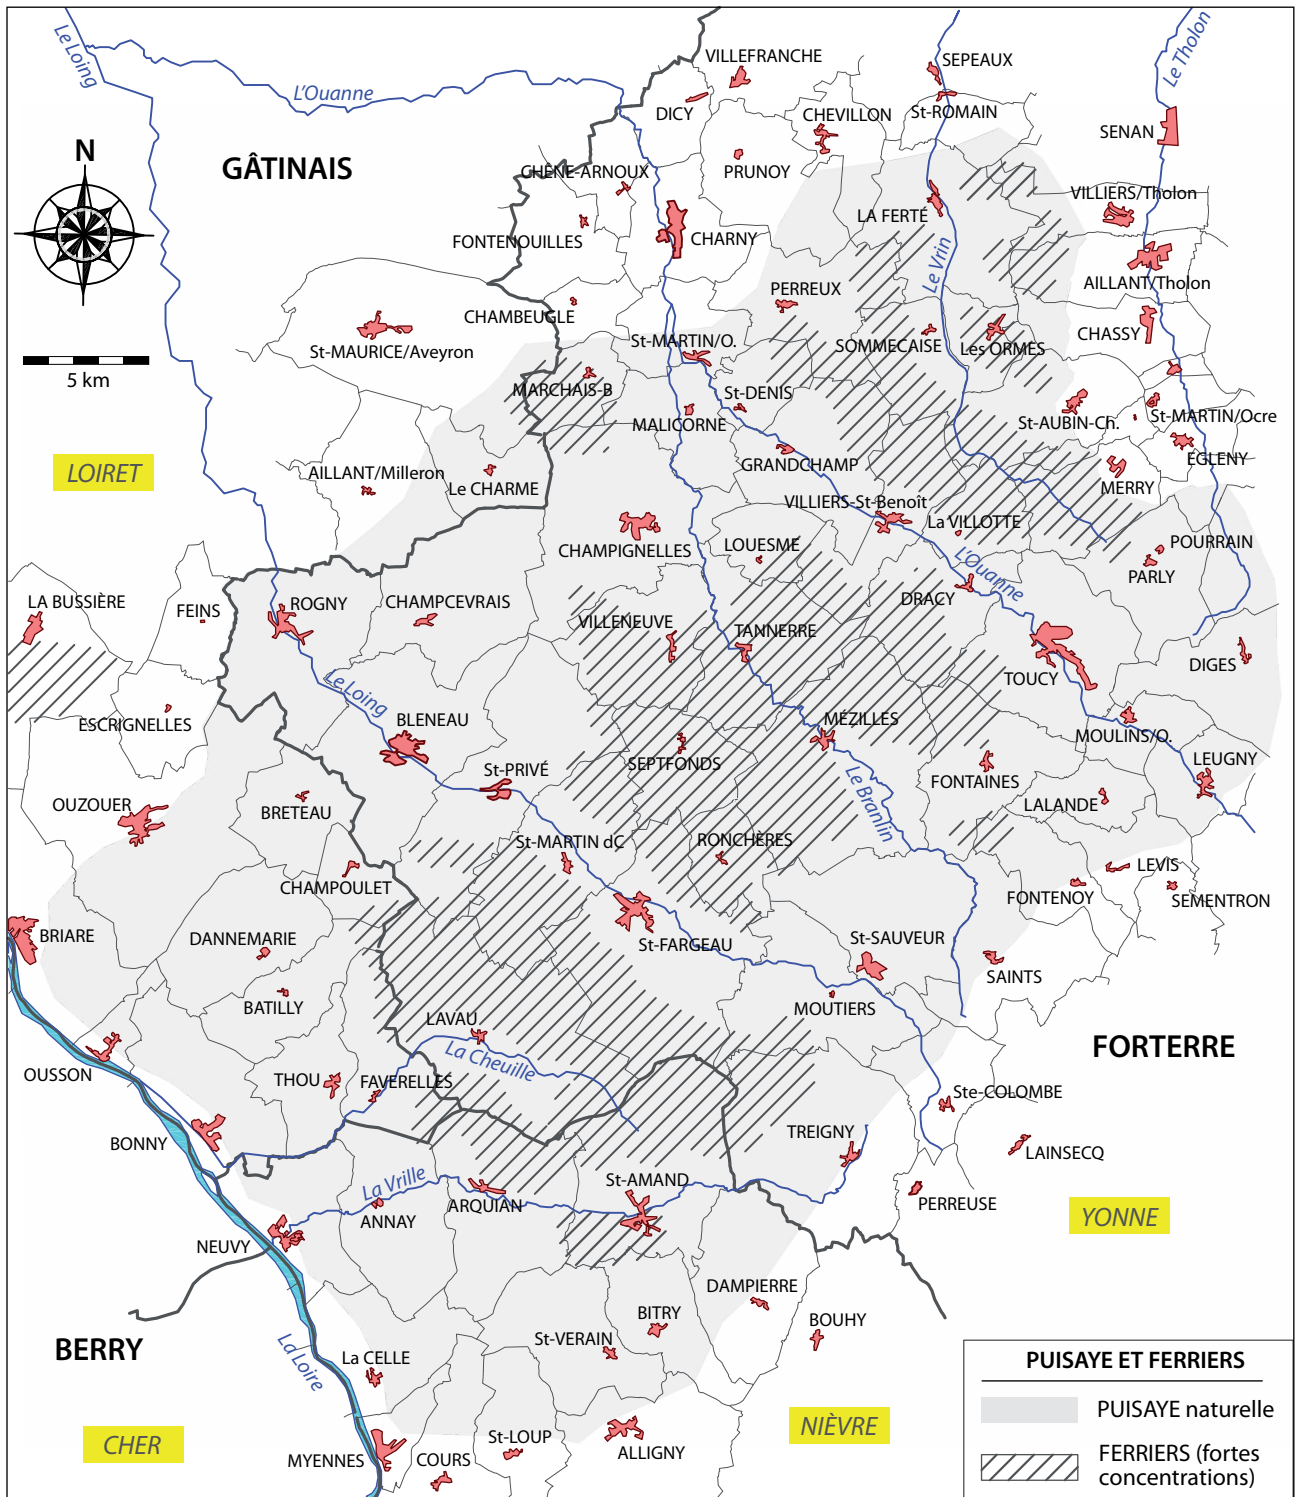 Le Loing
L'Ouanne
VILLEFRANCHE
SEPEAUX
Le Tholon
DICY
CHEVILLON
St-ROMAIN
SENAN
N
GÂTINAIS
CHÊNE-ARNOUX
PRUNOY
VILLIERS/Tholon
LA FERTÉ
FONTENOUILLES
CHARNY
Le Vrin
AILLANT/Tholon
PERREUX
CHAMBEUGLE
5 km
St-MAURICE/Aveyron
St-MARTIN/O.
SOMMECAISE
Les ORMES
CHASSY
MARCHAIS-B
St-DENIS
MALICORNE
St-AUBIN-Ch.
St-MARTIN/Ocre
LOIRET
AILLANT/Milleron
Le CHARME
GRANDCHAMP
EGLENY
MERRY
VILLIERS-St-Benoît
La VILLOTTE
CHAMPIGNELLES
LOUESME
L'Ouanne
POURRAIN
PARLY
LA BUSSIÈRE
FEINS
ROGNY
CHAMPCEVRAIS
DRACY
VILLENEUVE
TANNERRE
TOUCY
DIGES
Le Loing
ESCRIGNELLES
BLENEAU
MÉZILLES
MOULINS/O.
SEPTFONDS
LEUGNY
St-PRIVÉ
Le Branlin
FONTAINES
OUZOUER
BRETEAU
LALANDE
St-MARTIN dC
RONCHÈRES
CHAMPOULET
LEVIS
FONTENOY
SEMENTRON
BRIARE
DANNEMARIE
St-FARGEAU
St-SAUVEUR
SAINTS
BATILLY
MOUTIERS
LAVAU
La Cheuille
FORTERRE
OUSSON
THOU
FAVERELLES
Ste-COLOMBE
BONNY
TREIGNY
LAINSECQ
La Vrille
St-AMAND
ANNAY
ARQUIAN
PERREUSE
YONNE
NEUVY
DAMPIERRE
BITRY
BOUHY
BERRY
La Loire
La CELLE
St-VERAIN
PUISAYE ET FERRIERS
PUISAYE naturelle
NIÈVRE
CHER
MYENNES
COURS
St-LOUP
ALLIGNY
FERRIERS (fortes
concentrations)